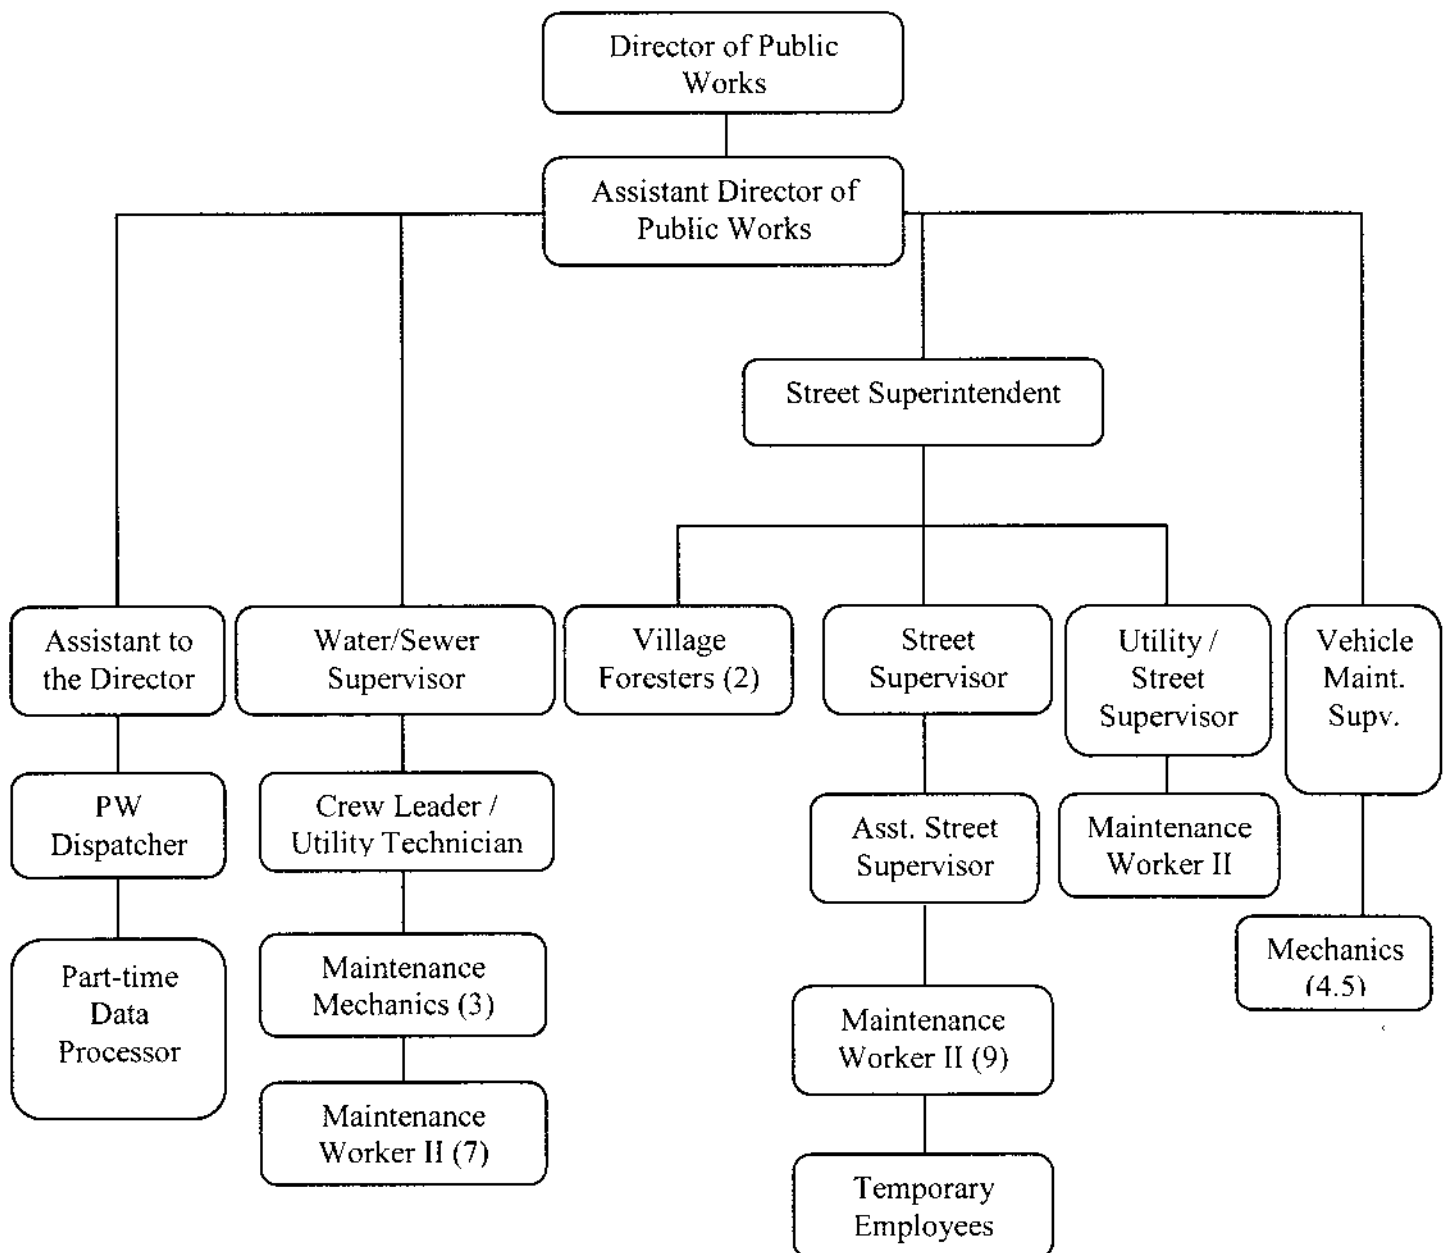 Director of Public
Works
Assistant Director of
Public Works
Street Superintendent
Assistant to
the Director
Water/Sewer
Supervisor
Village
Foresters (2)
Street
Supervisor
Utility /
Street
Supervisor
Vehicle
Maint.
Supv.
PW
Dispatcher
Crew Leader /
Utility Technician
Asst. Street
Supervisor
Maintenance
Worker II
Part-time
Data
Processor
Maintenance
Mechanics (3)
Mechanics
(4.5)
Maintenance
Worker II (9)
Maintenance
Worker II (7)
Temporary
Employees